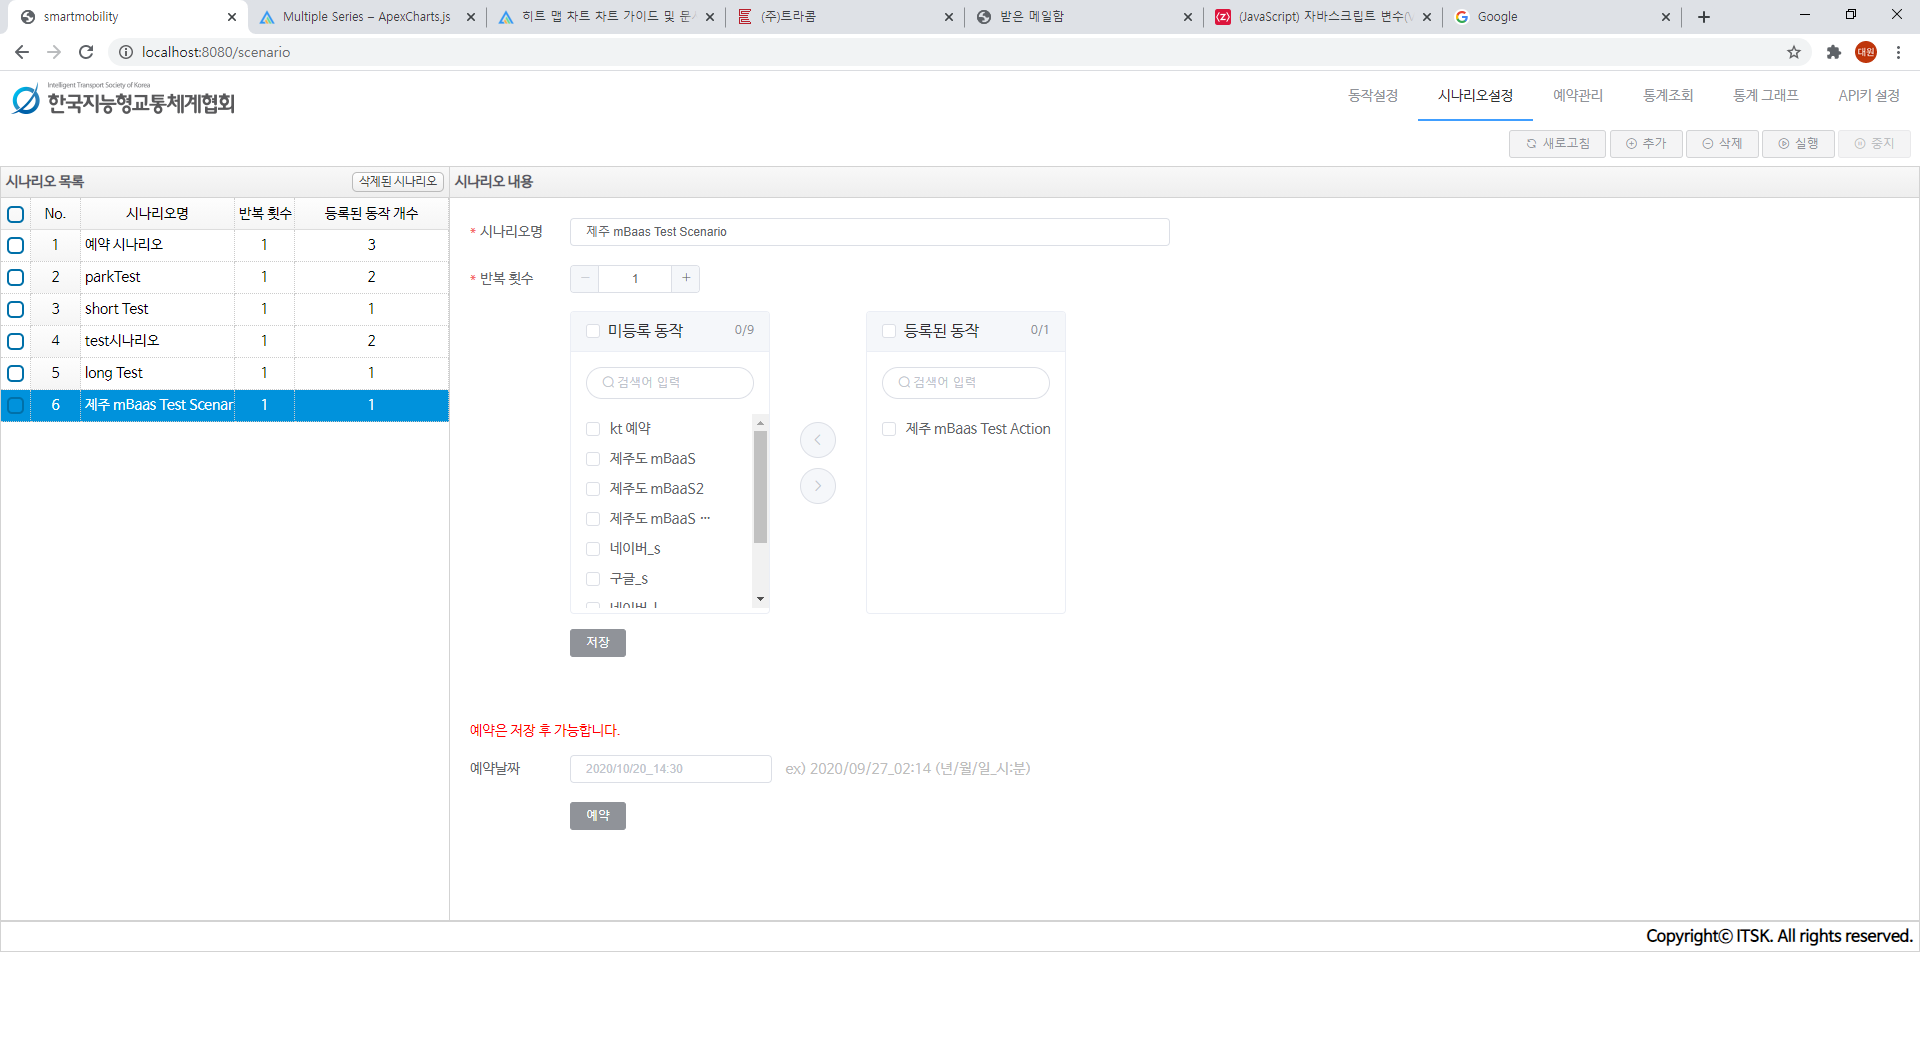 smartmobility
Multiple Series – ApexCharts.js
히트 맵 차트 차트 가이드 및 문
(주)트라콤
받은 메일함
(JavaScript) 자바스크립트 변수(
Google
localhost:8080/scenario
대원
Intelligent Transport Society of Korea
한국지능형교통체계협회
동작설정 시나리오설정 예약관리 통계조회 통계 그래프 API키 설정
새로고침 추가 삭제 실행 중지
시나리오 목록 삭제된 시나리오
No. 시나리오명 반복 횟수 등록된 동작 개수
1 예약 시나리오 1 3
2 parkTest 1 2
3 short Test 1 1
4 test시나리오 1 2
5 long Test 1 1
6 제주 mBaas Test Scenar 1 1
시나리오 내용
* 시나리오명 제주 mBaas Test Scenario
* 반복 횟수 − 1 +
미등록 동작 0/9
검색어 입력
kt 예약
제주도 mBaaS
제주도 mBaaS2
제주도 mBaaS ···
네이버_s
구글_s
네이버_l
등록된 동작 0/1
검색어 입력
제주 mBaas Test Action
저장
예약은 저장 후 가능합니다.
예약날짜 2020/10/20_14:30 ex) 2020/09/27_02:14 (년/월/일_시:분)
예약
Copyrightⓒ ITSK. All rights reserved.